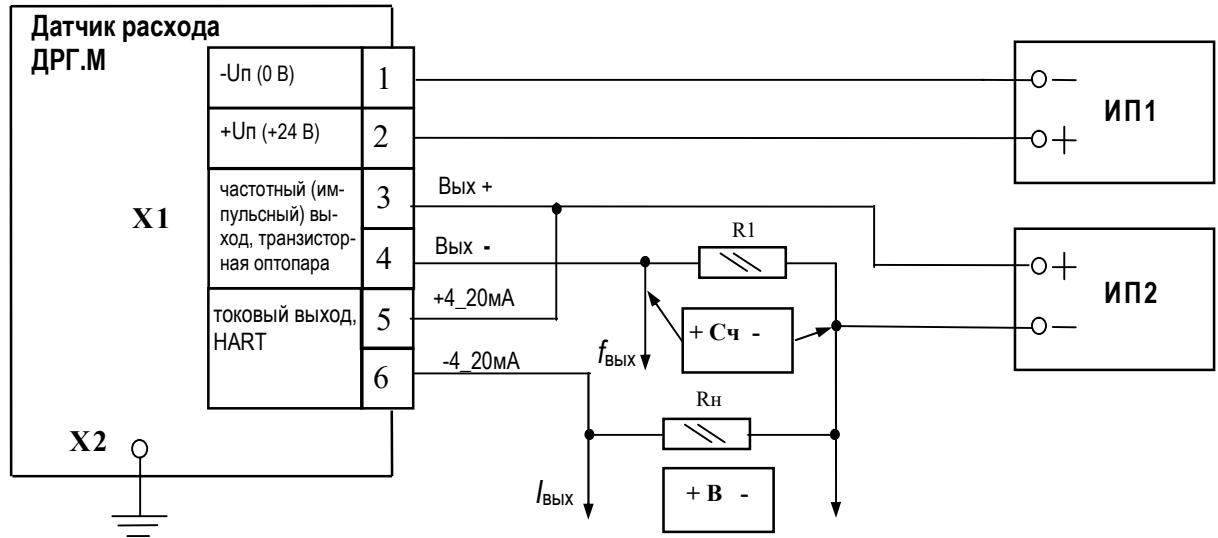 Датчик расхода
ДРГ.М
-Uп (0 В)
1
+Uп (+24 В)
2
частотный (им-
пульсный) вы-
ход, транзистор-
ная оптопара
3
4
токовый выход,
HART
5
6
X1
X2
Вых +
Вых -
+4_20мА
-4_20мА
R1
+ Сч -
fвых
Rн
+ В -
Iвых
ИП1
−
+
ИП2
+
−